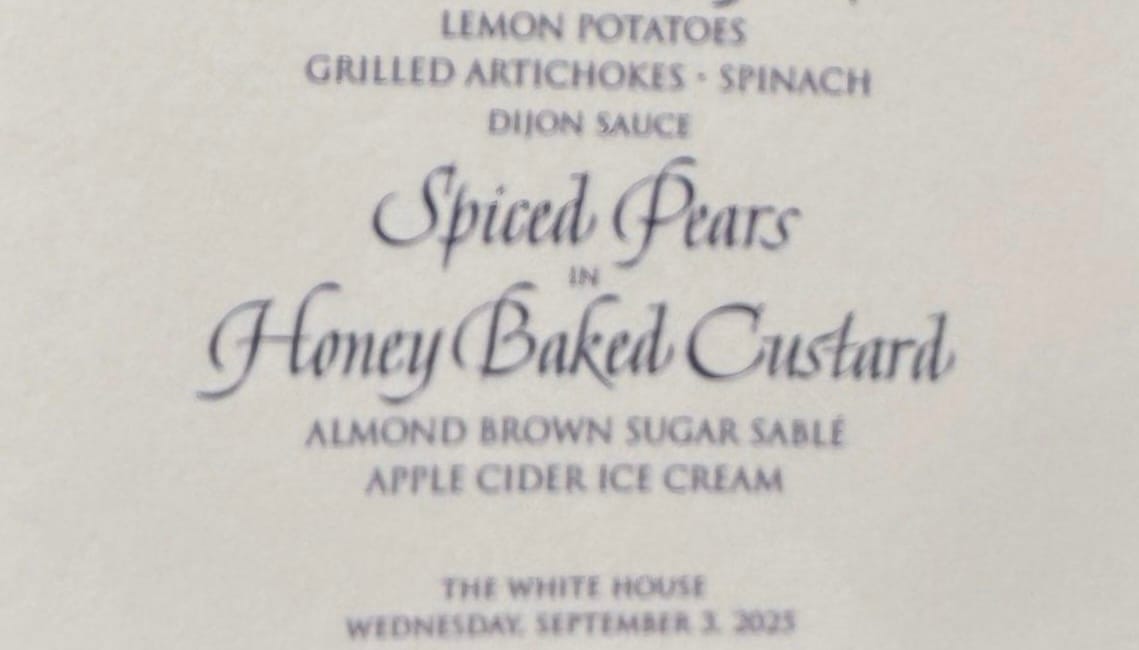 LEMON POTATOES
GRILLED ARTICHOKES · SPINACH
DIJON SAUCE
Spiced Pears
IN
Honey Baked Custard
ALMOND BROWN SUGAR SABLÉ
APPLE CIDER ICE CREAM
THE WHITE HOUSE
WEDNESDAY, SEPTEMBER 3, 2025